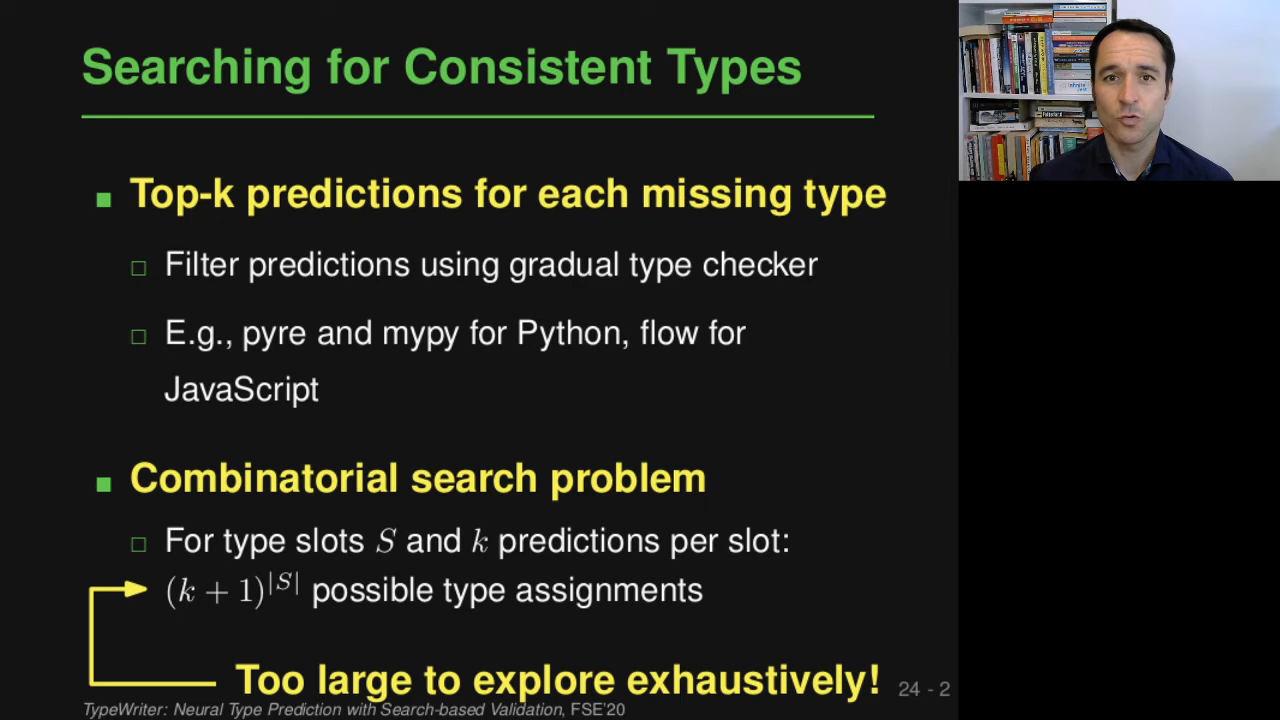 Searching for Consistent Types
■ Top-k predictions for each missing type
□ Filter predictions using gradual type checker
□ E.g., pyre and mypy for Python, flow for
JavaScript
■ Combinatorial search problem
□ For type slots S and k predictions per slot:
(k + 1)^|S| possible type assignments
Too large to explore exhaustively!
24 - 2
TypeWriter: Neural Type Prediction with Search-based Validation, FSE'20